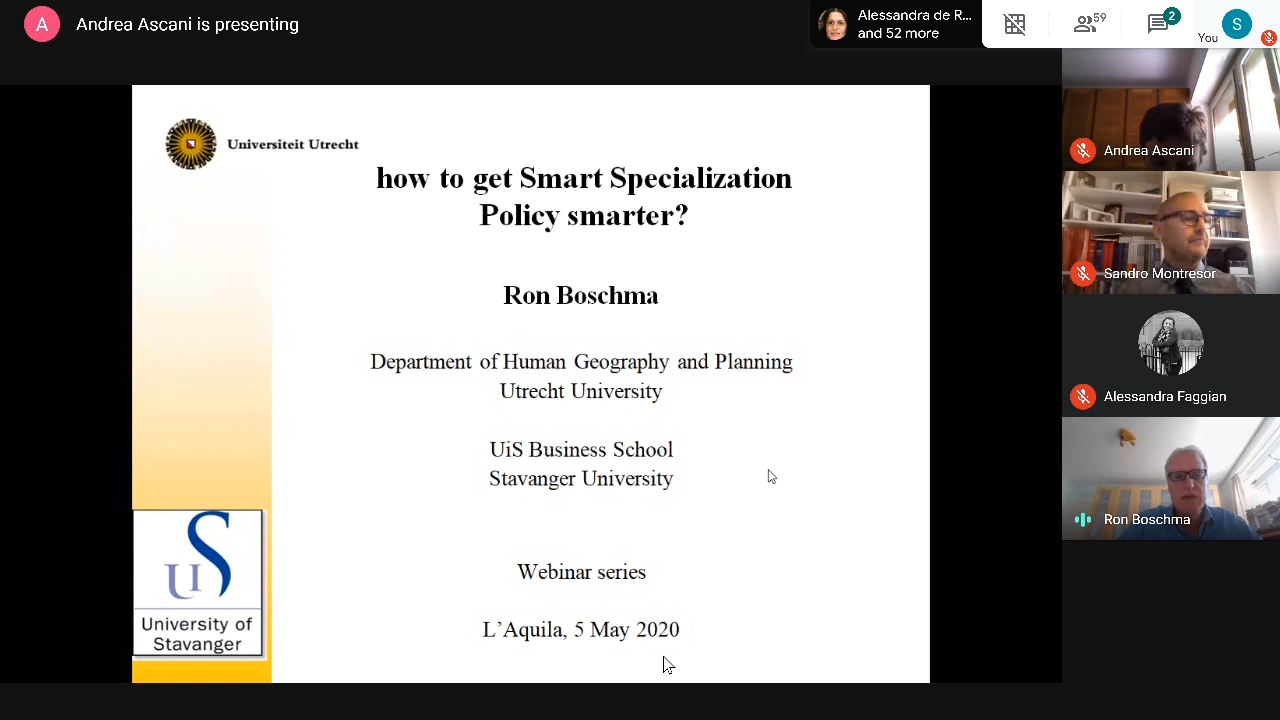 A
Andrea Ascani is presenting
Alessandra de R...
and 52 more
59
2
You
S
Universiteit Utrecht
how to get Smart Specialization
Policy smarter?
Ron Boschma
Department of Human Geography and Planning
Utrecht University
UiS Business School
Stavanger University
Webinar series
L'Aquila, 5 May 2020
UiS
University of
Stavanger
Andrea Ascani
Sandro Montresor
Alessandra Faggian
Ron Boschma